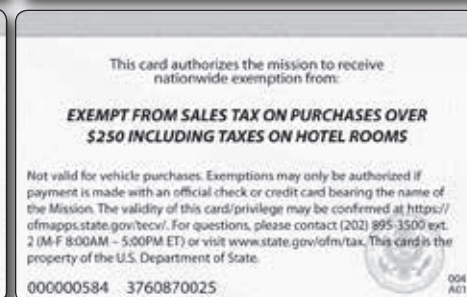 This card authorizes the mission to receive
nationwide exemption from:
EXEMPT FROM SALES TAX ON PURCHASES OVER
$250 INCLUDING TAXES ON HOTEL ROOMS
Not valid for vehicle purchases. Exemptions may only be authorized if
payment is made with an official check or credit card bearing the name of
the Mission. The validity of this card/privilege may be confirmed at https://
ofmapps.state.gov/tecv/. For questions, please contact (202) 895-3500 ext.
2 (M-F 8:00AM – 5:00PM ET) or visit www.state.gov/ofm/tax. This card is the
property of the U.S. Department of State.
000000584 3760870025
004
A01